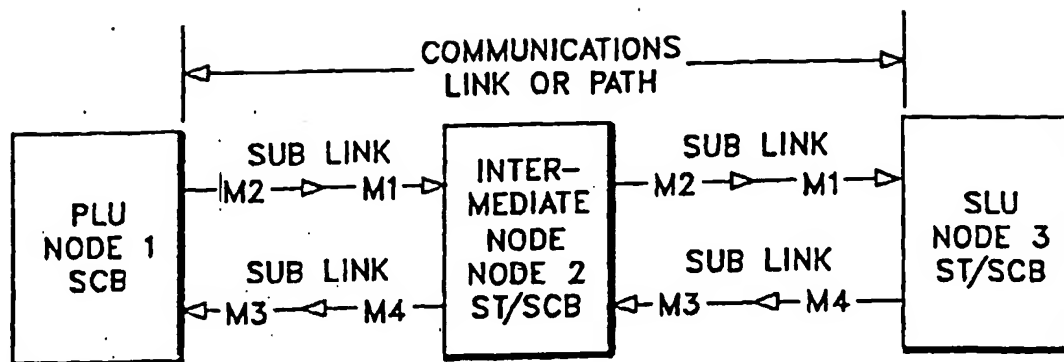 COMMUNICATIONS
LINK OR PATH
PLU
NODE 1
SCB
SUB LINK
M2 M1
SUB LINK
M3 M4
INTER-
MEDIATE
NODE
NODE 2
ST/SCB
SUB LINK
M2 M1
SUB LINK
M3 M4
SLU
NODE 3
ST/SCB